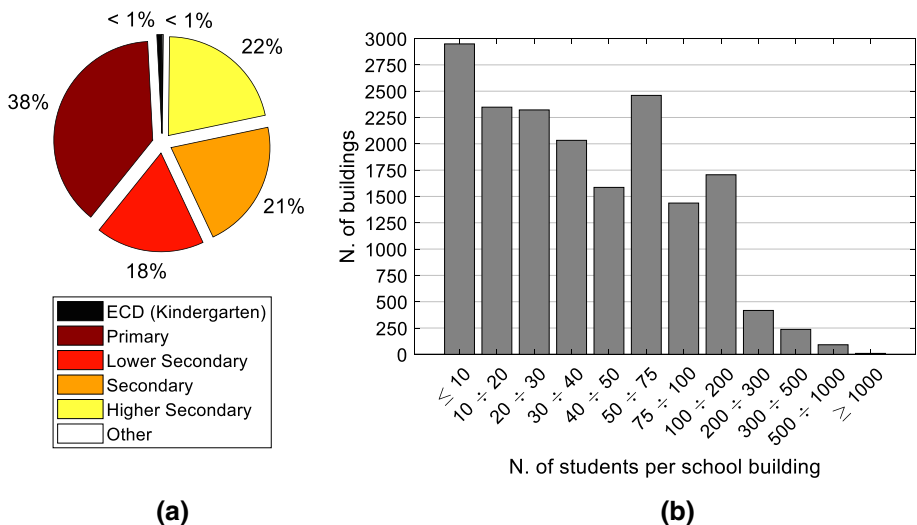 < 1%
< 1%
22%
38%
21%
18%
ECD (Kindergarten)
Primary
Lower Secondary
Secondary
Higher Secondary
Other
(a)
N. of buildings
3000
2750
2500
2250
2000
1750
1500
1250
1000
750
500
250
0
≤ 10
10 ÷ 20
20 ÷ 30
30 ÷ 40
40 ÷ 50
50 ÷ 75
75 ÷ 100
100 ÷ 200
200 ÷ 300
300 ÷ 500
500 ÷ 1000
≥ 1000
N. of students per school building
(b)